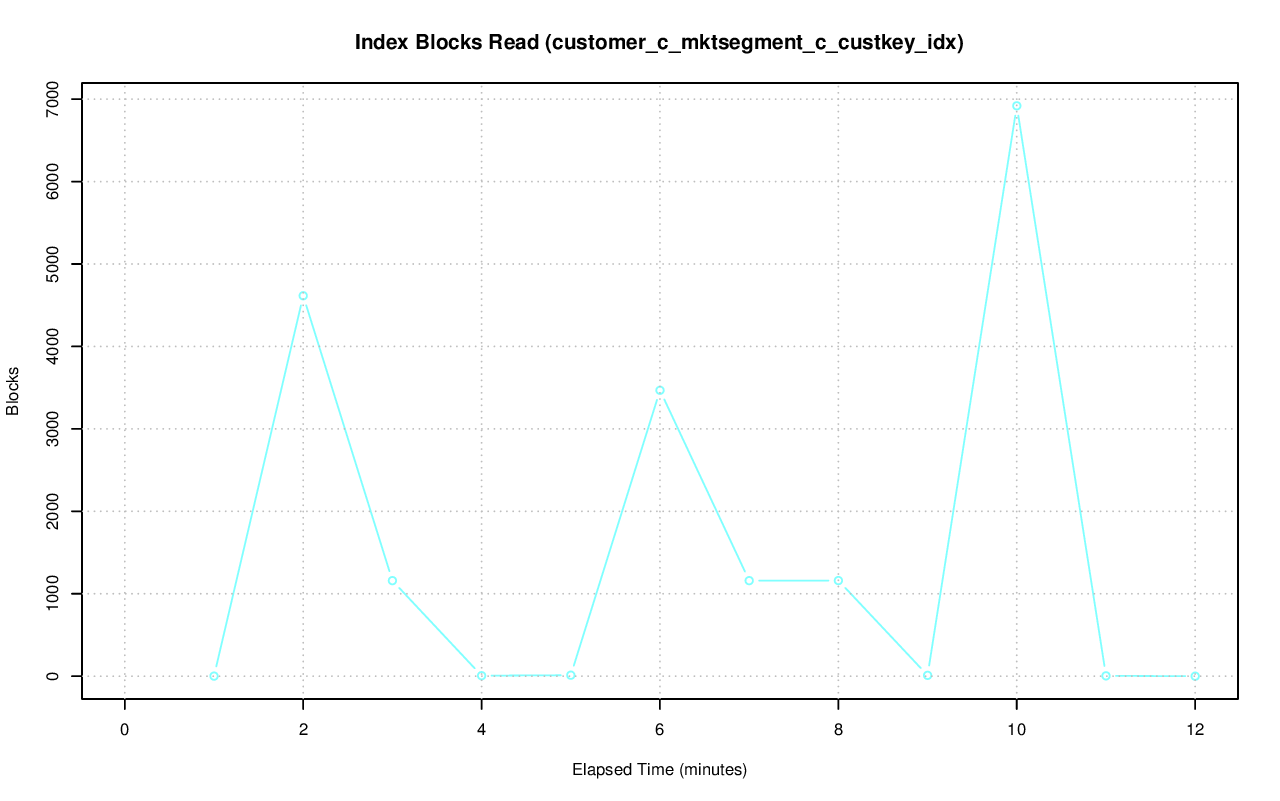 Index Blocks Read (customer_c_mktsegment_c_custkey_idx)
7000
6000
5000
4000
3000
2000
1000
0
Blocks
0 2 4 6 8 10 12
Elapsed Time (minutes)